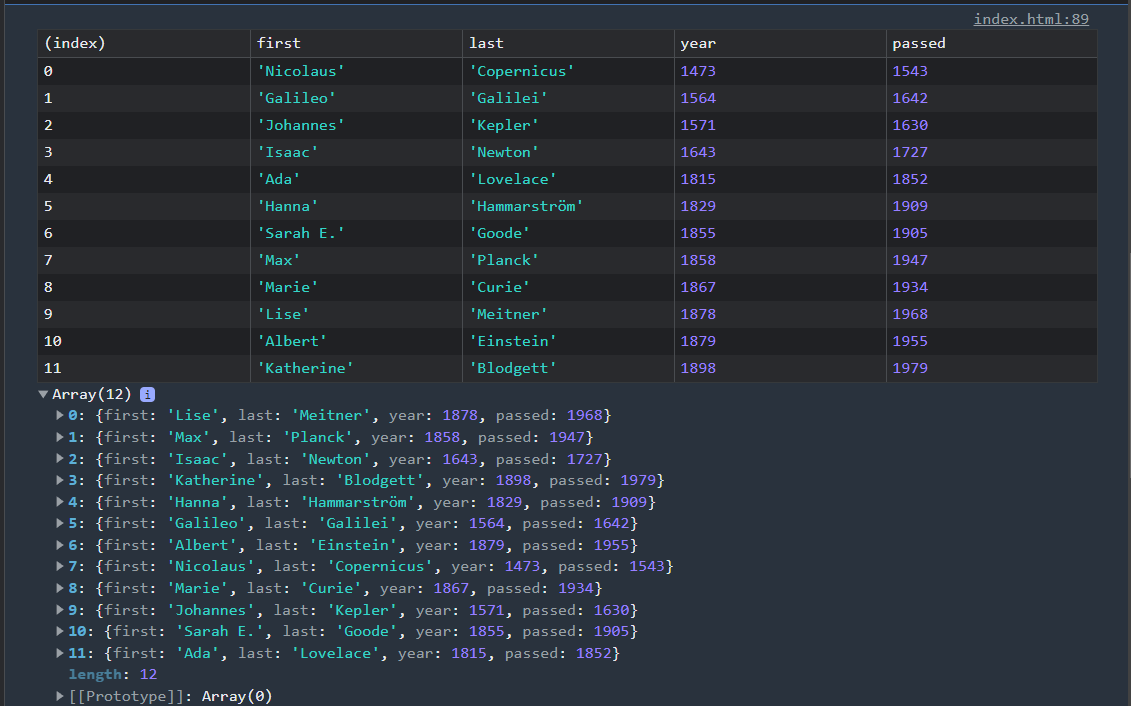 index.html:89
(index) first last year passed
0 'Nicolaus' 'Copernicus' 1473 1543
1 'Galileo' 'Galilei' 1564 1642
2 'Johannes' 'Kepler' 1571 1630
3 'Isaac' 'Newton' 1643 1727
4 'Ada' 'Lovelace' 1815 1852
5 'Hanna' 'Hammarström' 1829 1909
6 'Sarah E.' 'Goode' 1855 1905
7 'Max' 'Planck' 1858 1947
8 'Marie' 'Curie' 1867 1934
9 'Lise' 'Meitner' 1878 1968
10 'Albert' 'Einstein' 1879 1955
11 'Katherine' 'Blodgett' 1898 1979
Array(12) i
0: {first: 'Lise', last: 'Meitner', year: 1878, passed: 1968}
1: {first: 'Max', last: 'Planck', year: 1858, passed: 1947}
2: {first: 'Isaac', last: 'Newton', year: 1643, passed: 1727}
3: {first: 'Katherine', last: 'Blodgett', year: 1898, passed: 1979}
4: {first: 'Hanna', last: 'Hammarström', year: 1829, passed: 1909}
5: {first: 'Galileo', last: 'Galilei', year: 1564, passed: 1642}
6: {first: 'Albert', last: 'Einstein', year: 1879, passed: 1955}
7: {first: 'Nicolaus', last: 'Copernicus', year: 1473, passed: 1543}
8: {first: 'Marie', last: 'Curie', year: 1867, passed: 1934}
9: {first: 'Johannes', last: 'Kepler', year: 1571, passed: 1630}
10: {first: 'Sarah E.', last: 'Goode', year: 1855, passed: 1905}
11: {first: 'Ada', last: 'Lovelace', year: 1815, passed: 1852}
length: 12
[[Prototype]]: Array(0)